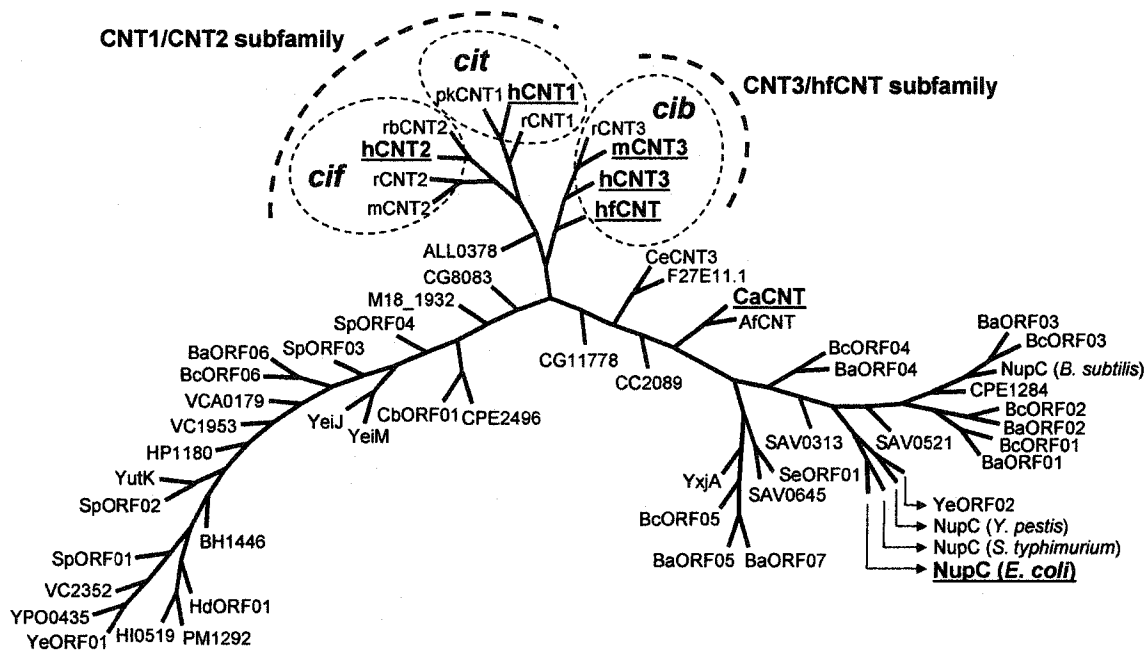 CNT1/CNT2 subfamily
cit
CNT3/hfCNT subfamily
pkCNT1
hCNT1
cib
rbCNT2
rCNT1
rCNT3
hCNT2
mCNT3
cif
rCNT2
hCNT3
mCNT2
hfCNT
ALL0378
CeCNT3
CG8083
F27E11.1
M18_1932
CaCNT
SpORF04
AfCNT
BaORF03
SpORF03
BcORF03
BaORF06
CG11778
BcORF04
NupC (B. subtilis)
BcORF06
CC2089
BaORF04
CPE1284
VCA0179
CbORF01
CPE2496
BcORF02
YeiJ
BaORF02
VC1953
YeiM
SAV0313
SAV0521
BcORF01
HP1180
BaORF01
YutK
YxjA
SeORF01
SAV0645
SpORF02
YeORF02
BcORF05
NupC (Y. pestis)
BH1446
NupC (S. typhimurium)
SpORF01
BaORF05
BaORF07
NupC (E. coli)
VC2352
HdORF01
YPO0435
YeORF01
HI0519
PM1292